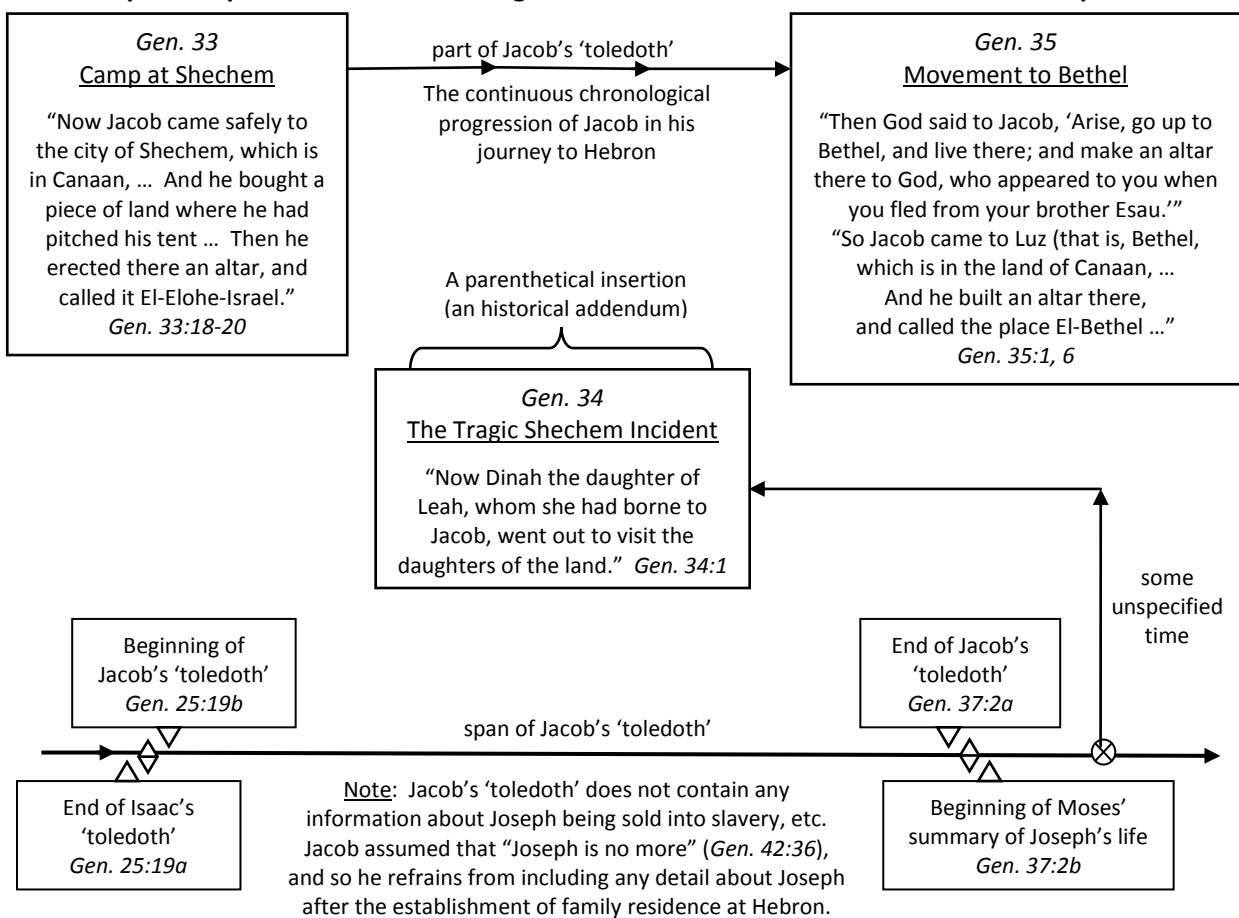 Gen. 33
Camp at Shechem
“Now Jacob came safely to
the city of Shechem, which is
in Canaan, … And he bought a
piece of land where he had
pitched his tent … Then he
erected there an altar, and
called it El-Elohe-Israel.”
Gen. 33:18-20
part of Jacob’s ‘toledoth’
The continuous chronological
progression of Jacob in his
journey to Hebron
Gen. 35
Movement to Bethel
“Then God said to Jacob, ‘Arise, go up to
Bethel, and live there; and make an altar
there to God, who appeared to you when
you fled from your brother Esau.’”
“So Jacob came to Luz (that is, Bethel,
which is in the land of Canaan, …
And he built an altar there,
and called the place El-Bethel …”
Gen. 35:1, 6
A parenthetical insertion
(an historical addendum)
Gen. 34
The Tragic Shechem Incident
“Now Dinah the daughter of
Leah, whom she had borne to
Jacob, went out to visit the
daughters of the land.” Gen. 34:1
some
unspecified
time
Beginning of
Jacob’s ‘toledoth’
Gen. 25:19b
End of Jacob’s
‘toledoth’
Gen. 37:2a
span of Jacob’s ‘toledoth’
End of Isaac’s
‘toledoth’
Gen. 25:19a
Note: Jacob’s ‘toledoth’ does not contain any
information about Joseph being sold into slavery, etc.
Jacob assumed that “Joseph is no more” (Gen. 42:36),
and so he refrains from including any detail about Joseph
after the establishment of family residence at Hebron.
Beginning of Moses’
summary of Joseph’s life
Gen. 37:2b